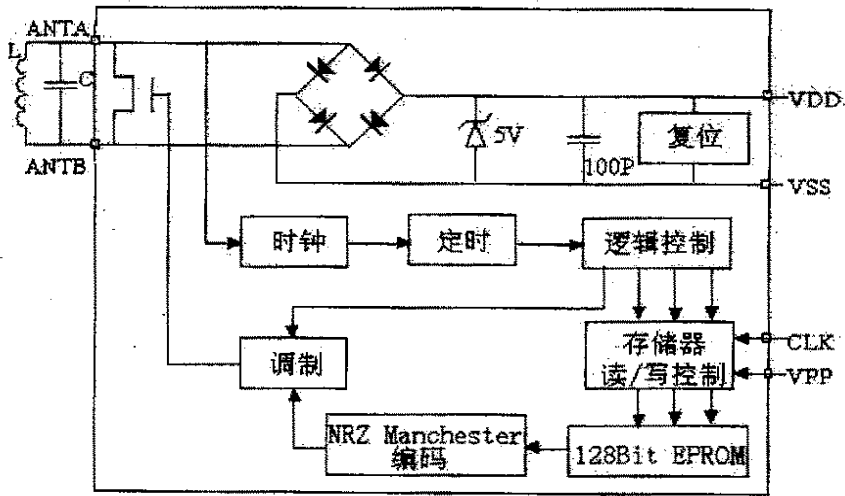 ANTA
L
C
ANTB
5V
100P
复位
VDD
VSS
时钟
定时
逻辑控制
调制
存储器
读/写控制
CLK
VPP
NRZ Manchester
编码
128Bit EPROM